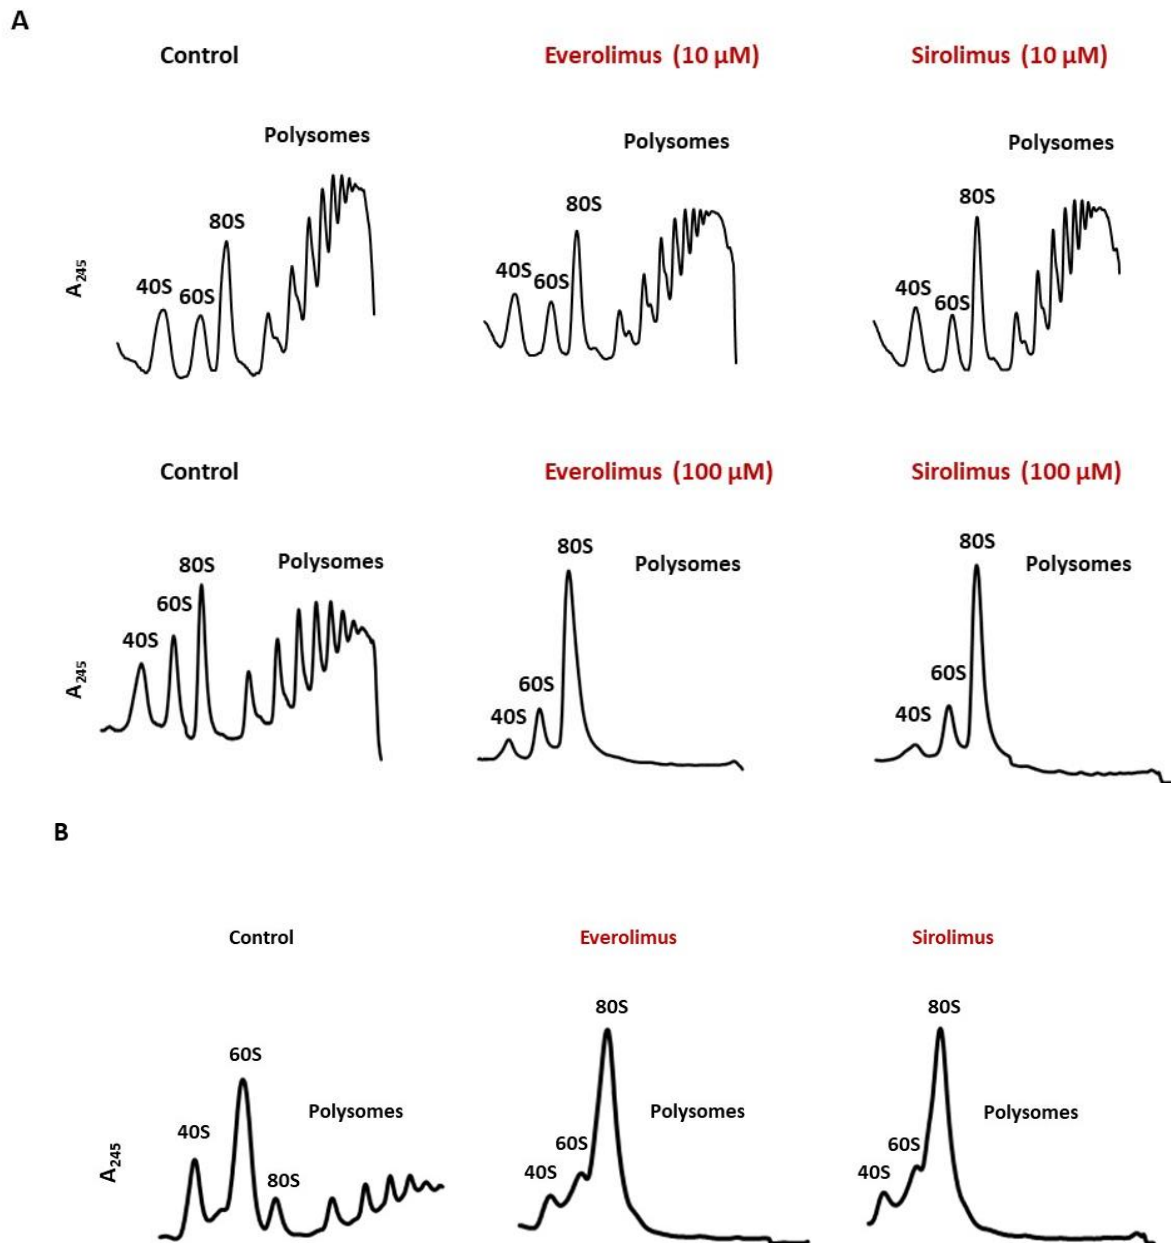 A
Control Everolimus (10 μM) Sirolimus (10 μM)
Polysomes Polysomes Polysomes
80S 80S 80S
40S 60S 40S 60S 40S 60S
A245
Control Everolimus (100 μM) Sirolimus (100 μM)
80S Polysomes 80S Polysomes 80S Polysomes
60S 60S 60S
40S 40S 40S
A245
B
Control Everolimus Sirolimus
80S 80S
60S
Polysomes Polysomes Polysomes
40S 60S 60S
80S 40S 40S
A245